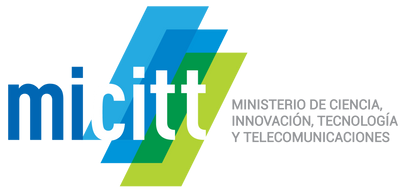 micitt
MINISTERIO DE CIENCIA,
INNOVACIÓN, TECNOLOGÍA
Y TELECOMUNICACIONES